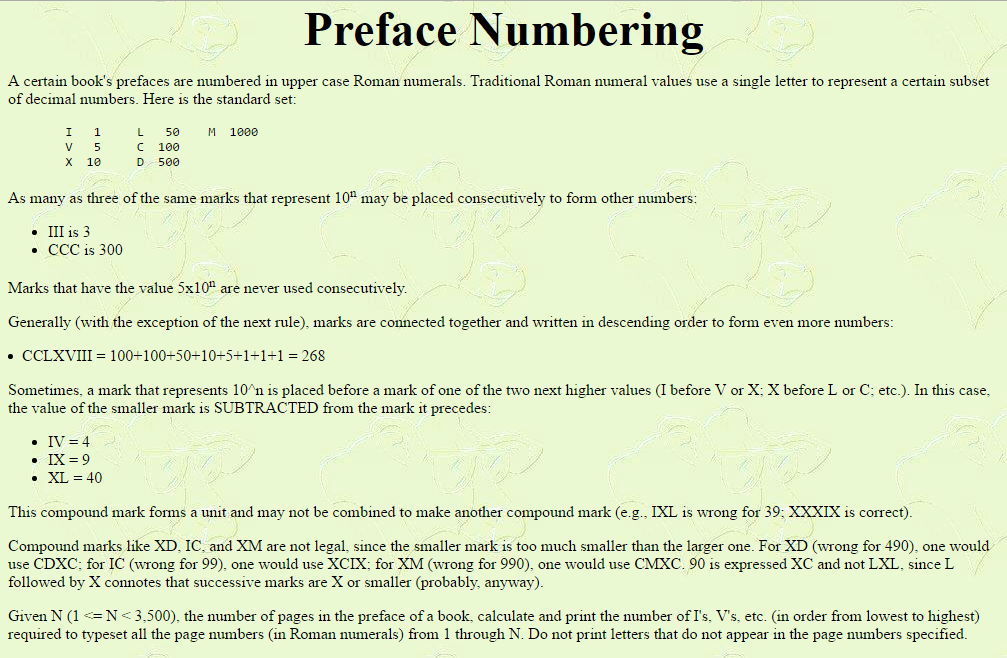 Preface Numbering
A certain book's prefaces are numbered in upper case Roman numerals. Traditional Roman numeral values use a single letter to represent a certain subset
of decimal numbers. Here is the standard set:
I 1 L 50 M 1000
V 5 C 100
X 10 D 500
As many as three of the same marks that represent 10ⁿ may be placed consecutively to form other numbers:
• III is 3
• CCC is 300
Marks that have the value 5x10ⁿ are never used consecutively.
Generally (with the exception of the next rule), marks are connected together and written in descending order to form even more numbers:
• CCLXVIII = 100+100+50+10+5+1+1+1 = 268
Sometimes, a mark that represents 10^n is placed before a mark of one of the two next higher values (I before V or X; X before L or C; etc.). In this case,
the value of the smaller mark is SUBTRACTED from the mark it precedes:
• IV = 4
• IX = 9
• XL = 40
This compound mark forms a unit and may not be combined to make another compound mark (e.g., IXL is wrong for 39; XXXIX is correct).
Compound marks like XD, IC, and XM are not legal, since the smaller mark is too much smaller than the larger one. For XD (wrong for 490), one would
use CDXC; for IC (wrong for 99), one would use XCIX; for XM (wrong for 990), one would use CMXC. 90 is expressed XC and not LXL, since L
followed by X connotes that successive marks are X or smaller (probably, anyway).
Given N (1 <= N < 3,500), the number of pages in the preface of a book, calculate and print the number of I's, V's, etc. (in order from lowest to highest)
required to typeset all the page numbers (in Roman numerals) from 1 through N. Do not print letters that do not appear in the page numbers specified.